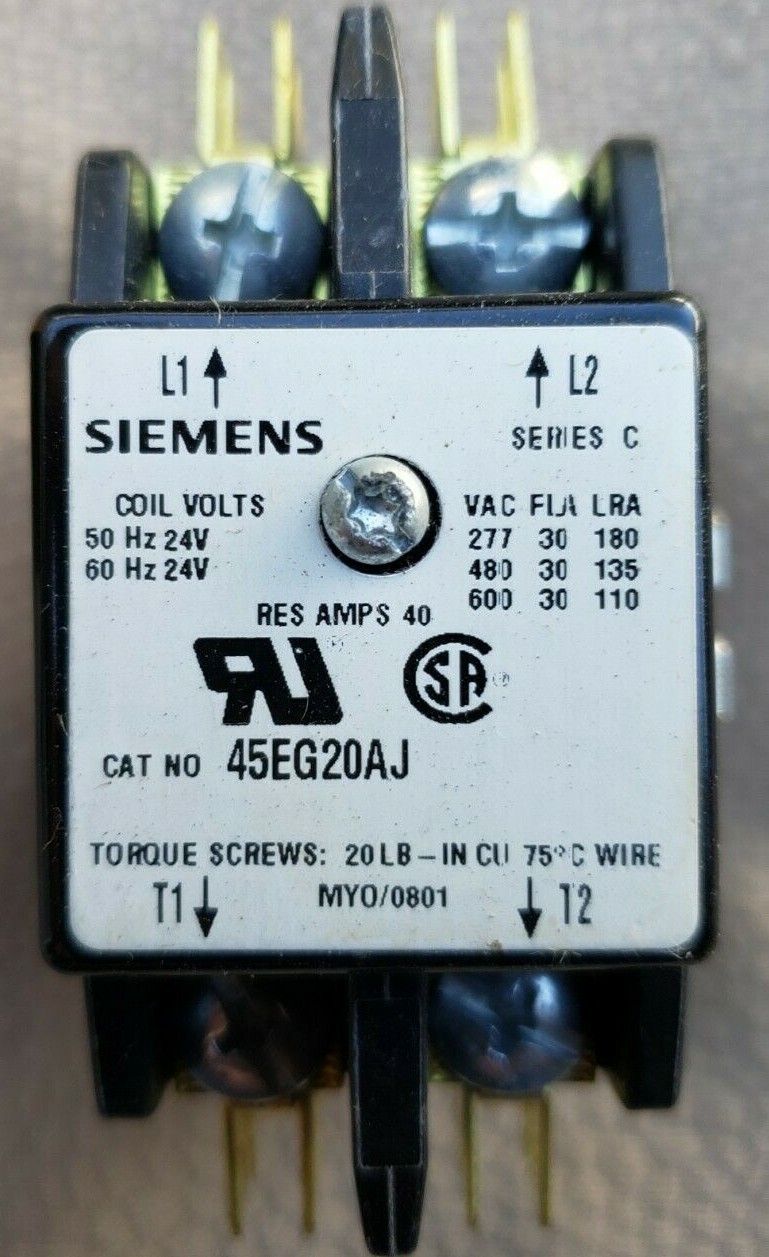 L1 L2
SIEMENS SERIES C
COIL VOLTS VAC FLA LRA
50 Hz 24V 277 30 180
60 Hz 24V 480 30 135
600 30 110
RES AMPS 40
RU SA ®
CAT NO 45EG20AJ
TORQUE SCREWS: 20 LB-IN CU 75°C WIRE
T1 MYO/0801 T2